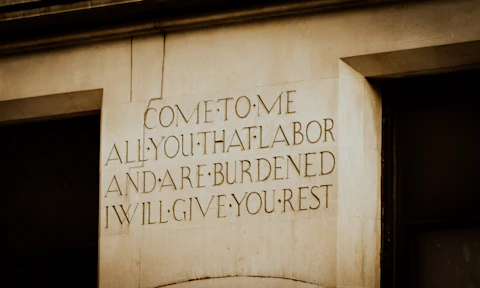 COME·TO·ME
ALL·YOU·THAT·LABOR
AND·ARE·BURDENED
I WILL·GIVE·YOU·REST